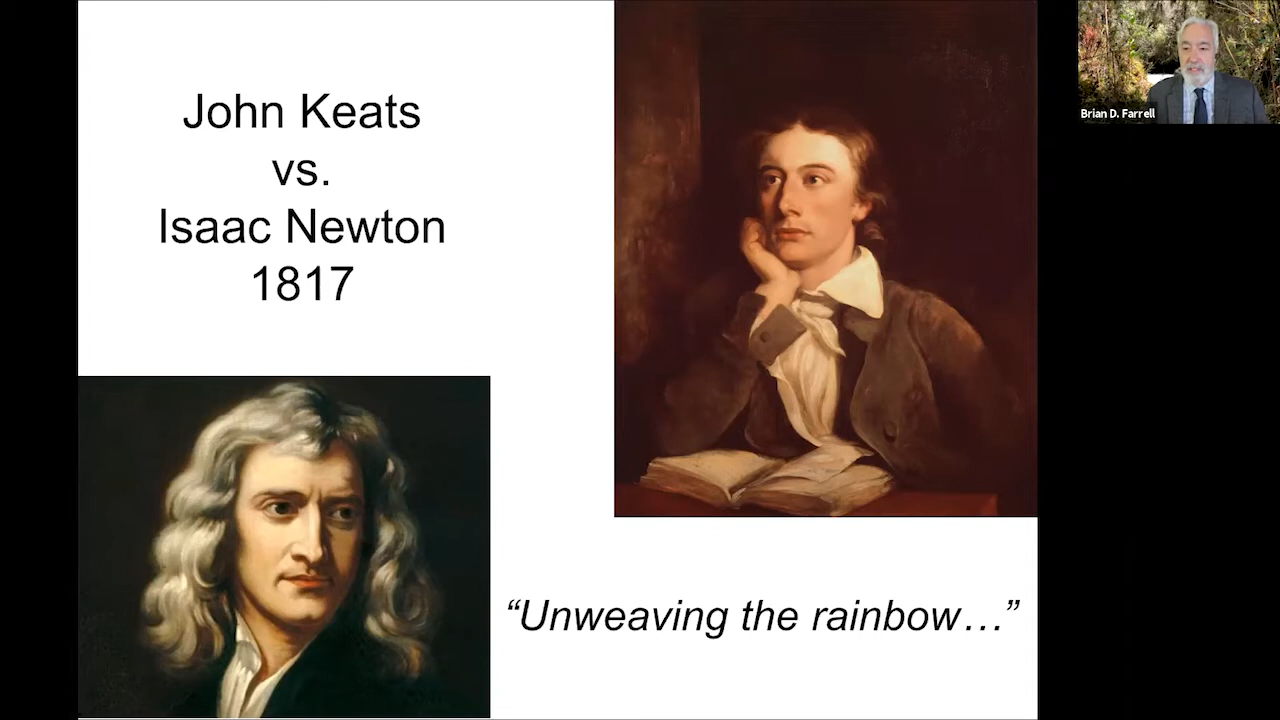 John Keats
vs.
Isaac Newton
1817
“Unweaving the rainbow…”
Brian D. Farrell